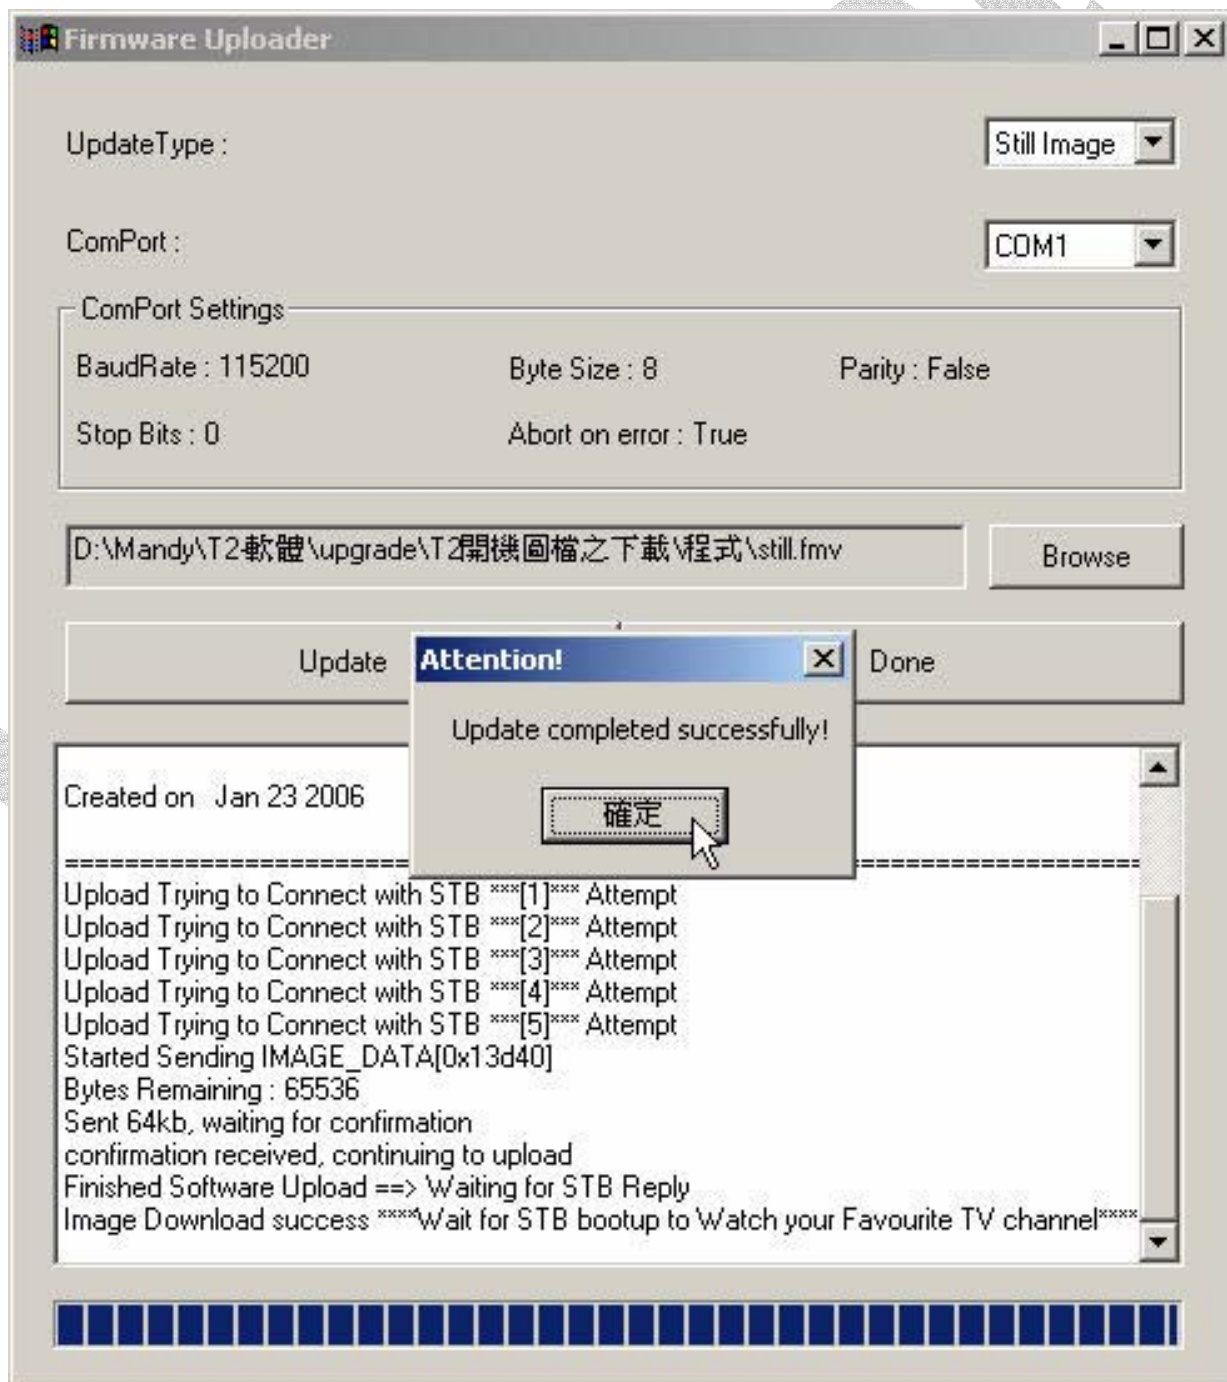 Firmware Uploader
UpdateType :
Still Image
ComPort :
COM1
ComPort Settings
BaudRate : 115200
Byte Size : 8
Parity : False
Stop Bits : 0
Abort on error : True
D:\Mandy\T2軟體\upgrade\T2開機圖檔之下載\程式\still.fmv
Browse
Update
Done
Attention!
Update completed successfully!
確定
Created on Jan 23 2006
Upload Trying to Connect with STB ***[1]*** Attempt
Upload Trying to Connect with STB ***[2]*** Attempt
Upload Trying to Connect with STB ***[3]*** Attempt
Upload Trying to Connect with STB ***[4]*** Attempt
Upload Trying to Connect with STB ***[5]*** Attempt
Started Sending IMAGE_DATA[0x13d40]
Bytes Remaining : 65536
Sent 64kb, waiting for confirmation
confirmation received, continuing to upload
Finished Software Upload ==> Waiting for STB Reply
Image Download success ****Wait for STB bootup to Watch your Favourite TV channel****